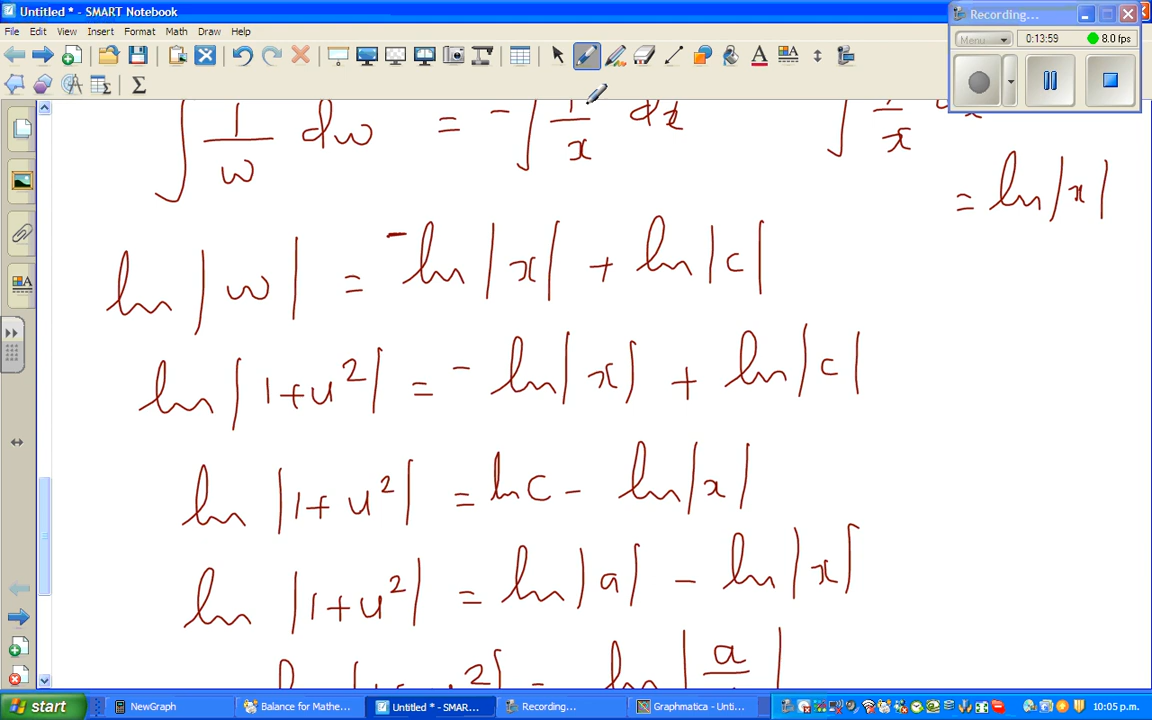 Untitled * - SMART Notebook
Recording...
File Edit View Insert Format Math Draw Help
Menu 0:13:59 8.0 fps
∫ 1/w dw = - ∫ 1/x dx ∫ 1/x dx
= ln|x|
ln|w| = -ln|x| + ln|c|
ln|1+u²| = - ln|x| + ln|c|
ln|1+u²| = ln c - ln|x|
ln|1+u²| = ln|a| - ln|x|
start NewGraph Balance for Mathe... Untitled * - SMAR... Recording... Graphmatica - Unti... 10:05 p.m.